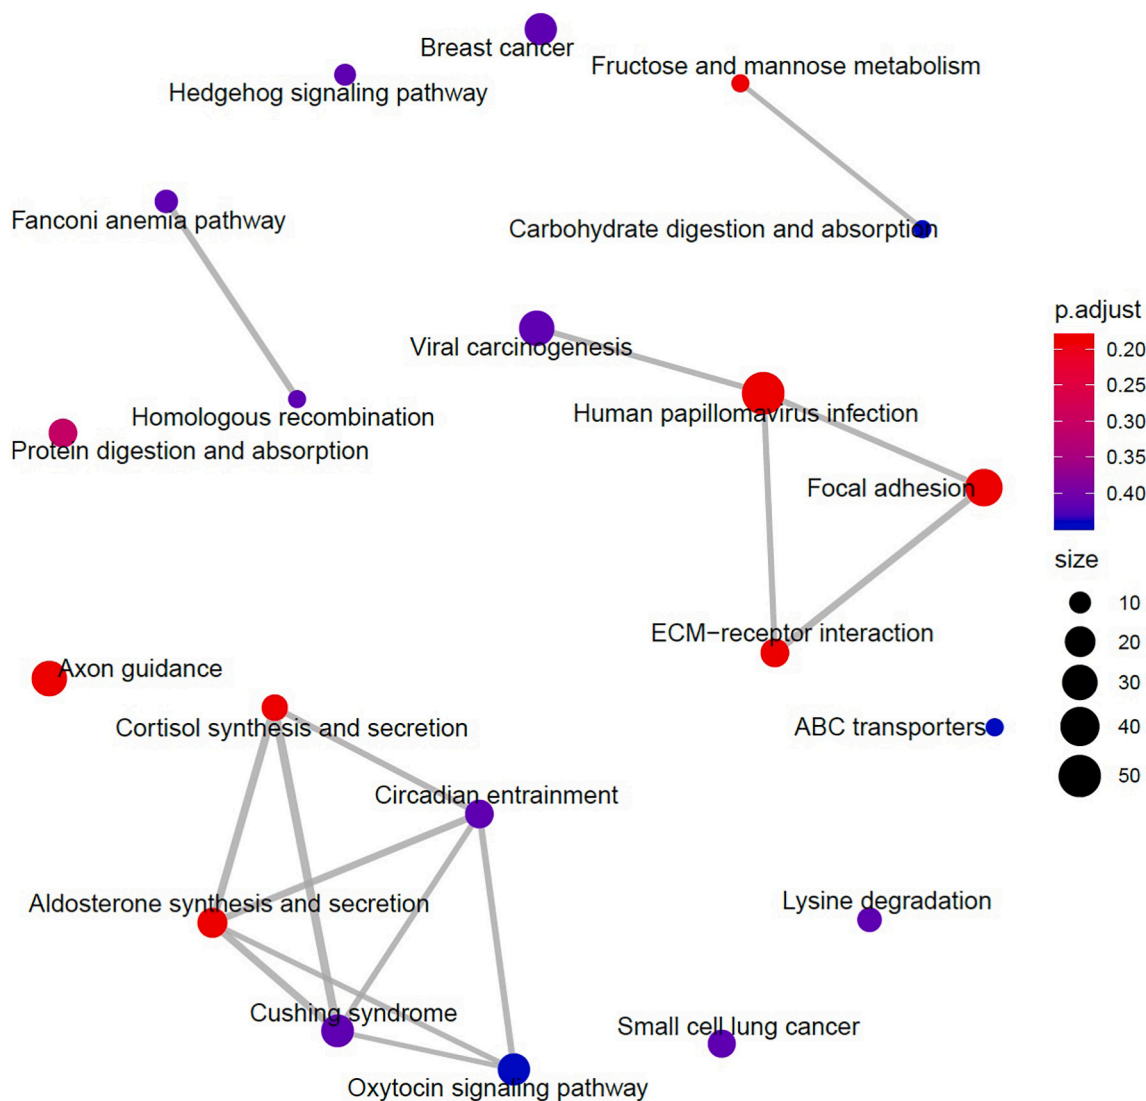 Breast cancer
Fructose and mannose metabolism
Hedgehog signaling pathway
Fanconi anemia pathway
Carbohydrate digestion and absorption
p.adjust
Viral carcinogenesis
0.20
0.25
Homologous recombination
Human papillomavirus infection
0.30
Protein digestion and absorption
0.35
Focal adhesion
0.40
size
10
ECM−receptor interaction
20
Axon guidance
30
Cortisol synthesis and secretion
ABC transporters
40
50
Circadian entrainment
Aldosterone synthesis and secretion
Lysine degradation
Cushing syndrome
Small cell lung cancer
Oxytocin signaling pathway